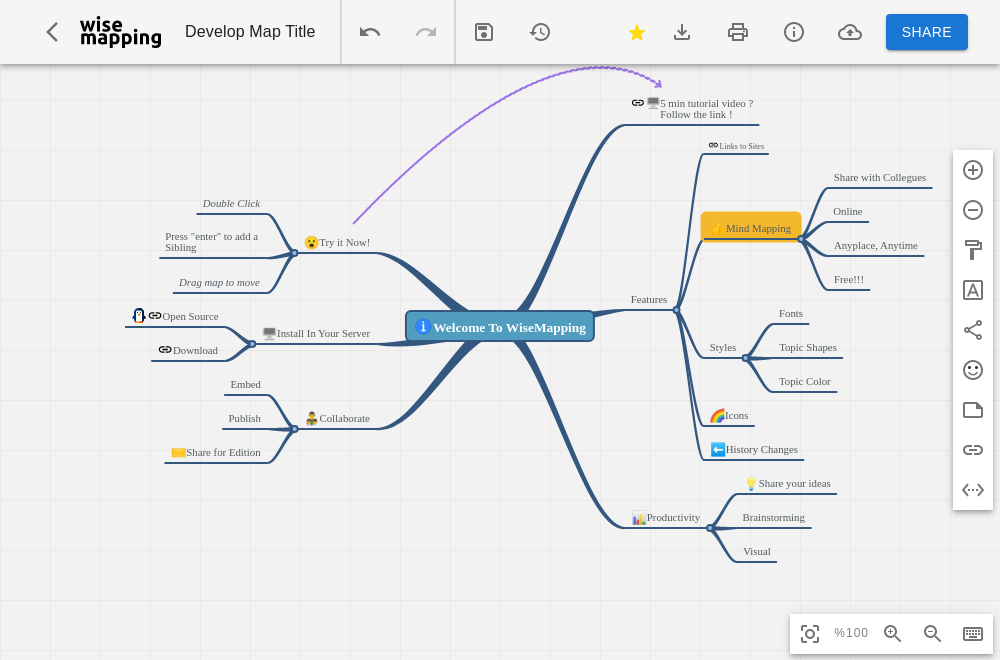 wise
mapping
Develop Map Title
SHARE
5 min tutorial video ?
Follow the link !
Links to Sites
Share with Collegues
Double Click
Online
Mind Mapping
Press "enter" to add a
Sibling
Try it Now!
Anyplace, Anytime
Drag map to move
Free!!!
Features
Open Source
Fonts
Welcome To WiseMapping
Install In Your Server
Download
Styles
Topic Shapes
Embed
Topic Color
Publish
Collaborate
Icons
Share for Edition
History Changes
Share your ideas
Productivity
Brainstorming
Visual
%100